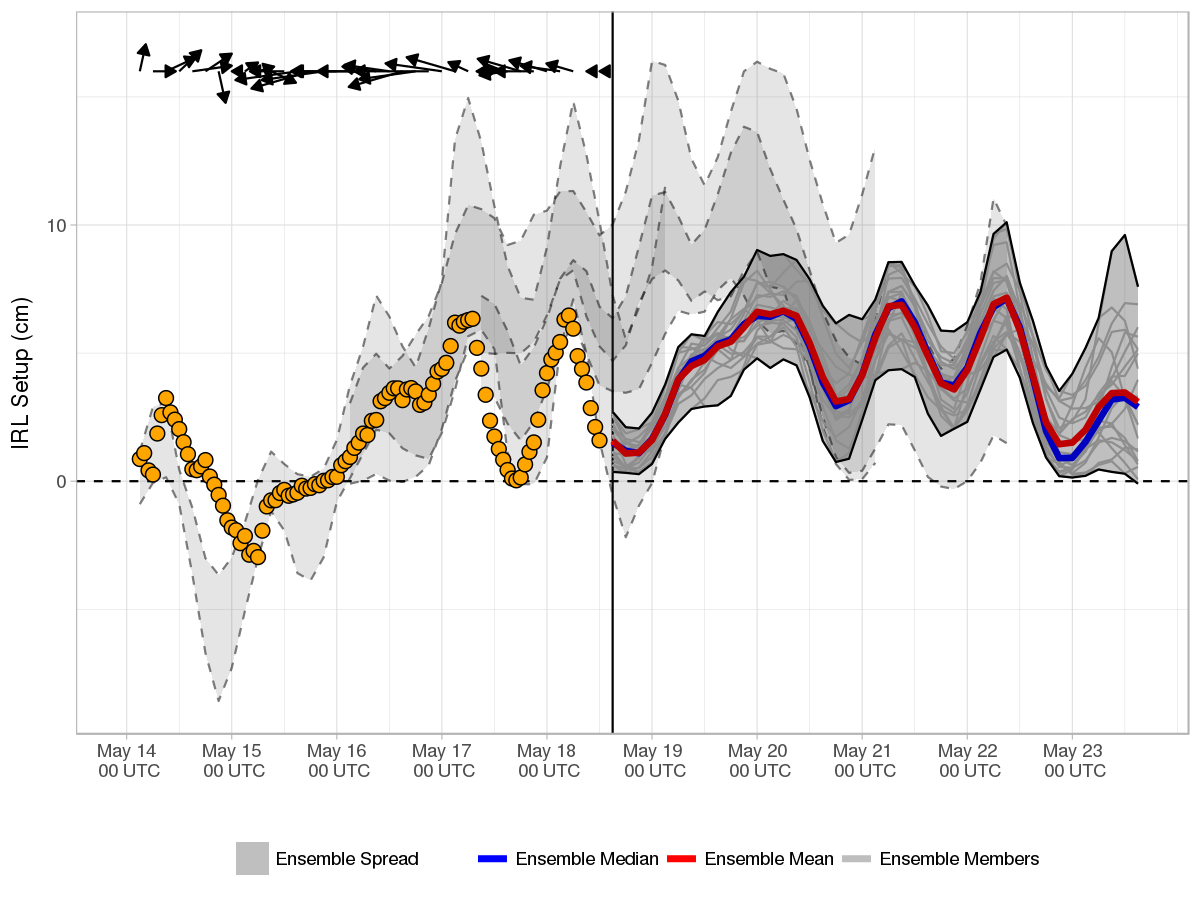 IRL Setup (cm)
10
0
May 14 May 15 May 16 May 17 May 18 May 19 May 20 May 21 May 22 May 23
00 UTC 00 UTC 00 UTC 00 UTC 00 UTC 00 UTC 00 UTC 00 UTC 00 UTC 00 UTC
Ensemble Spread Ensemble Median Ensemble Mean Ensemble Members